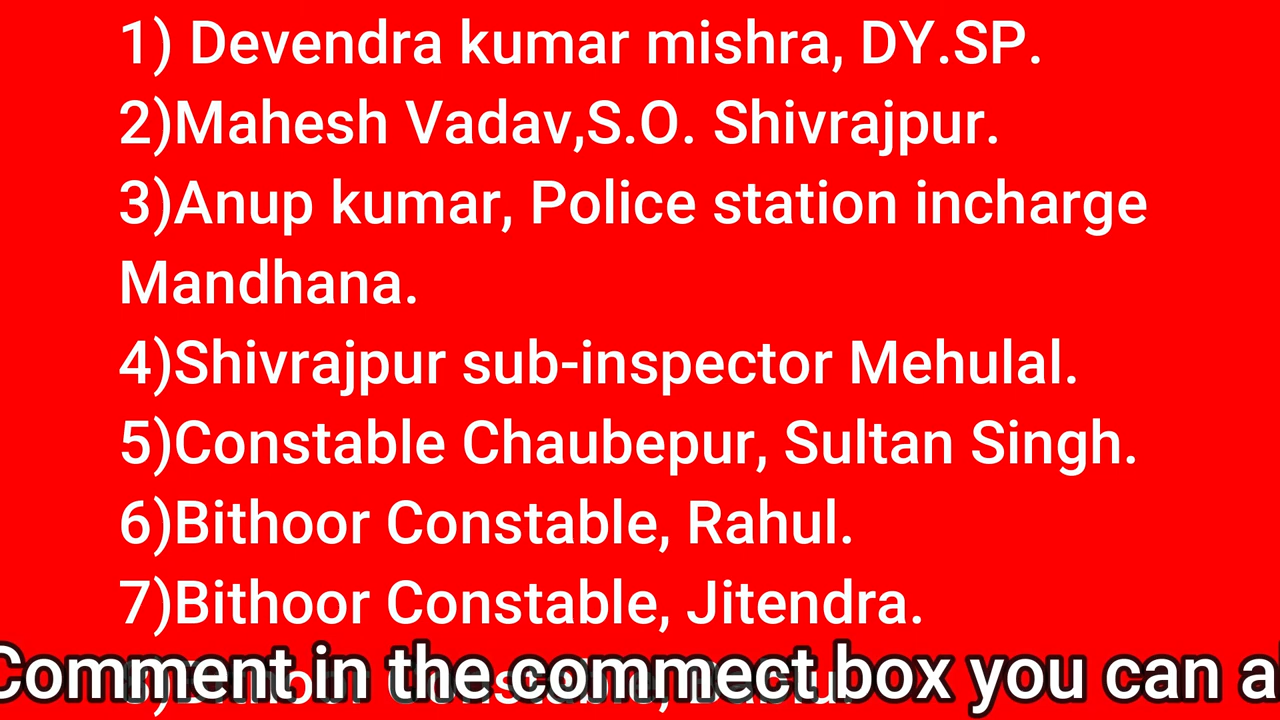 1) Devendra kumar mishra, DY.SP.
2)Mahesh Vadav,S.O. Shivrajpur.
3)Anup kumar, Police station incharge
Mandhana.
4)Shivrajpur sub-inspector Mehulal.
5)Constable Chaubepur, Sultan Singh.
6)Bithoor Constable, Rahul.
7)Bithoor Constable, Jitendra.
Comment in the commect box you can a